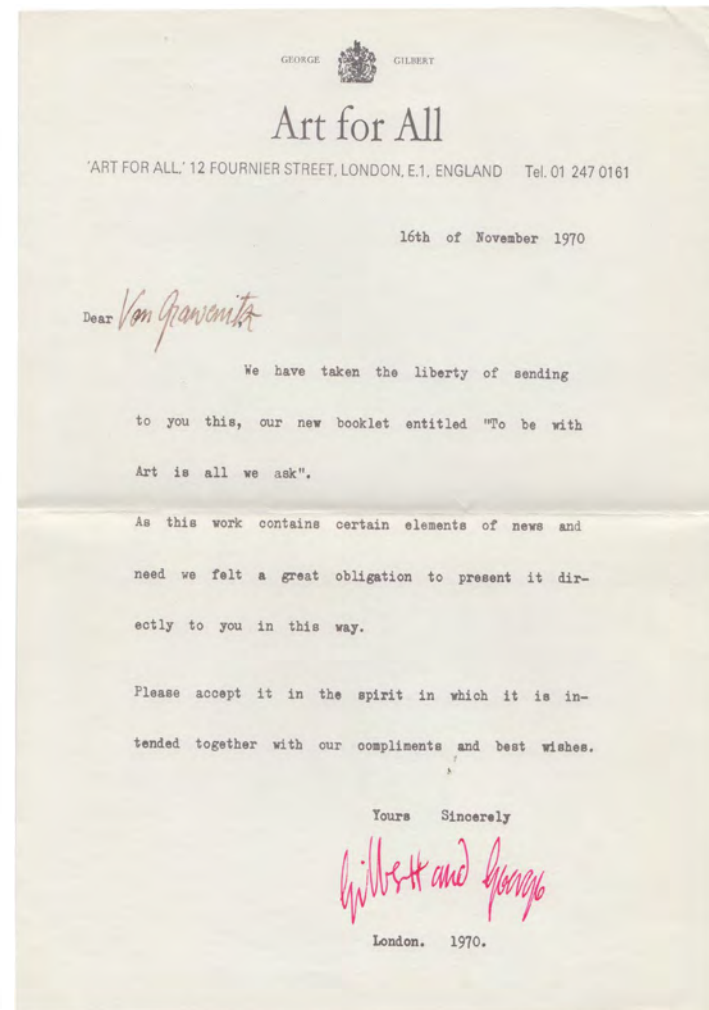 GEORGE GILBERT
Art for All
'ART FOR ALL,' 12 FOURNIER STREET, LONDON, E.1. ENGLAND Tel. 01 247 0161
16th of November 1970
Dear Von Grawenitz
We have taken the liberty of sending
to you this, our new booklet entitled "To be with
Art is all we ask".
As this work contains certain elements of news and
need we felt a great obligation to present it dir-
ectly to you in this way.
Please accept it in the spirit in which it is in-
tended together with our compliments and best wishes.
Yours Sincerely
Gilbert and George
London. 1970.